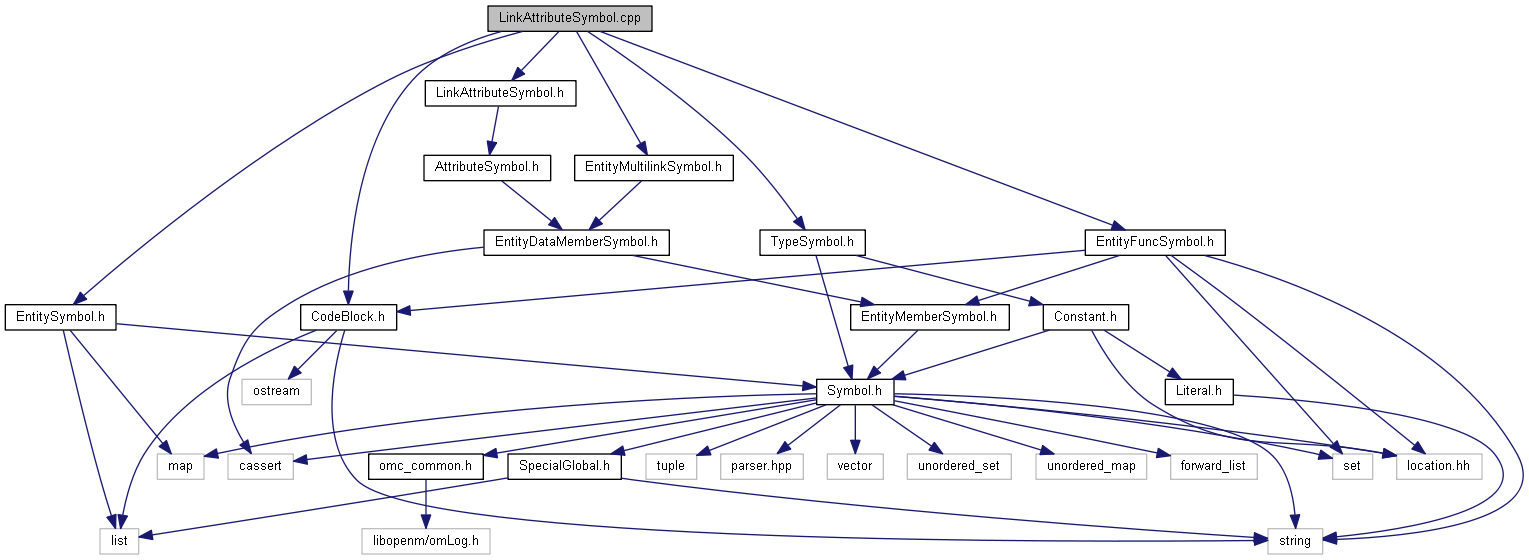 LinkAttributeSymbol.cpp
LinkAttributeSymbol.h
AttributeSymbol.h
EntityMultilinkSymbol.h
EntityDataMemberSymbol.h
TypeSymbol.h
EntityFuncSymbol.h
EntitySymbol.h
CodeBlock.h
EntityMemberSymbol.h
Constant.h
ostream
Symbol.h
Literal.h
map
cassert
omc_common.h
SpecialGlobal.h
tuple
parser.hpp
vector
unordered_set
unordered_map
forward_list
set
location.hh
list
libopenm/omLog.h
string